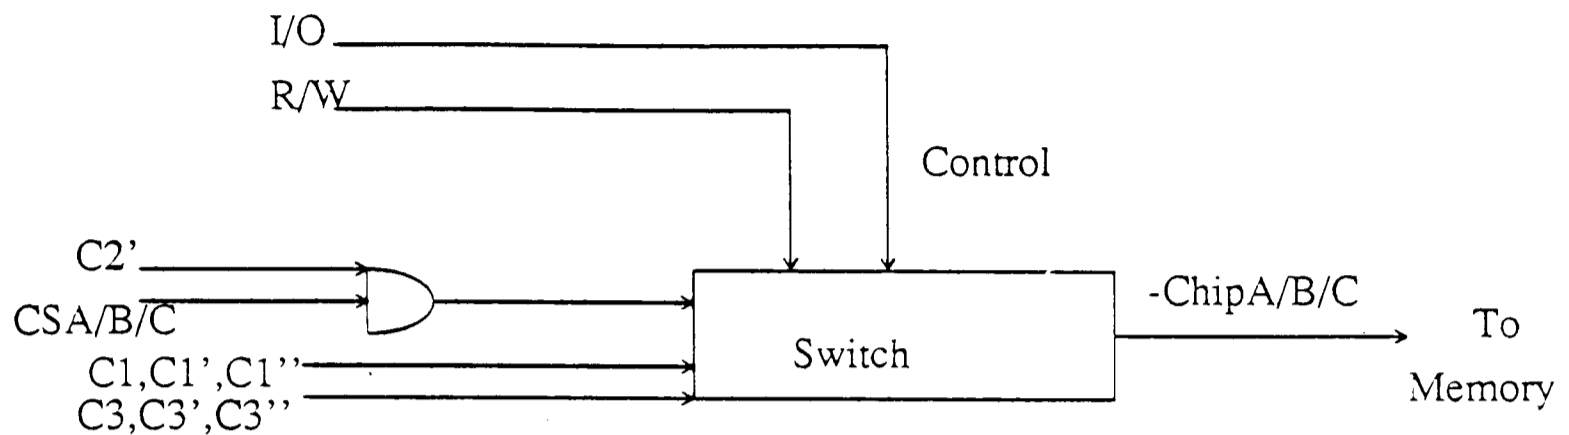 I/O
R/W
Control
C2’
CSA/B/C
C1,C1’,C1’’
C3,C3’,C3’’
Switch
-ChipA/B/C
To
Memory